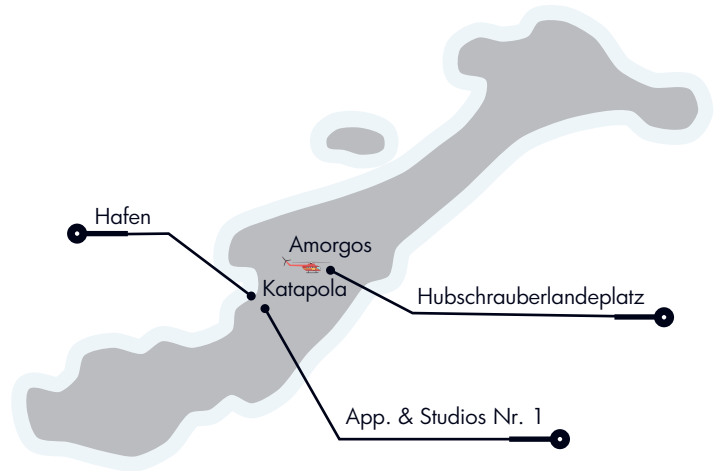 Hafen
Amorgos
Katapola
Hubschrauberlandeplatz
App. & Studios Nr. 1